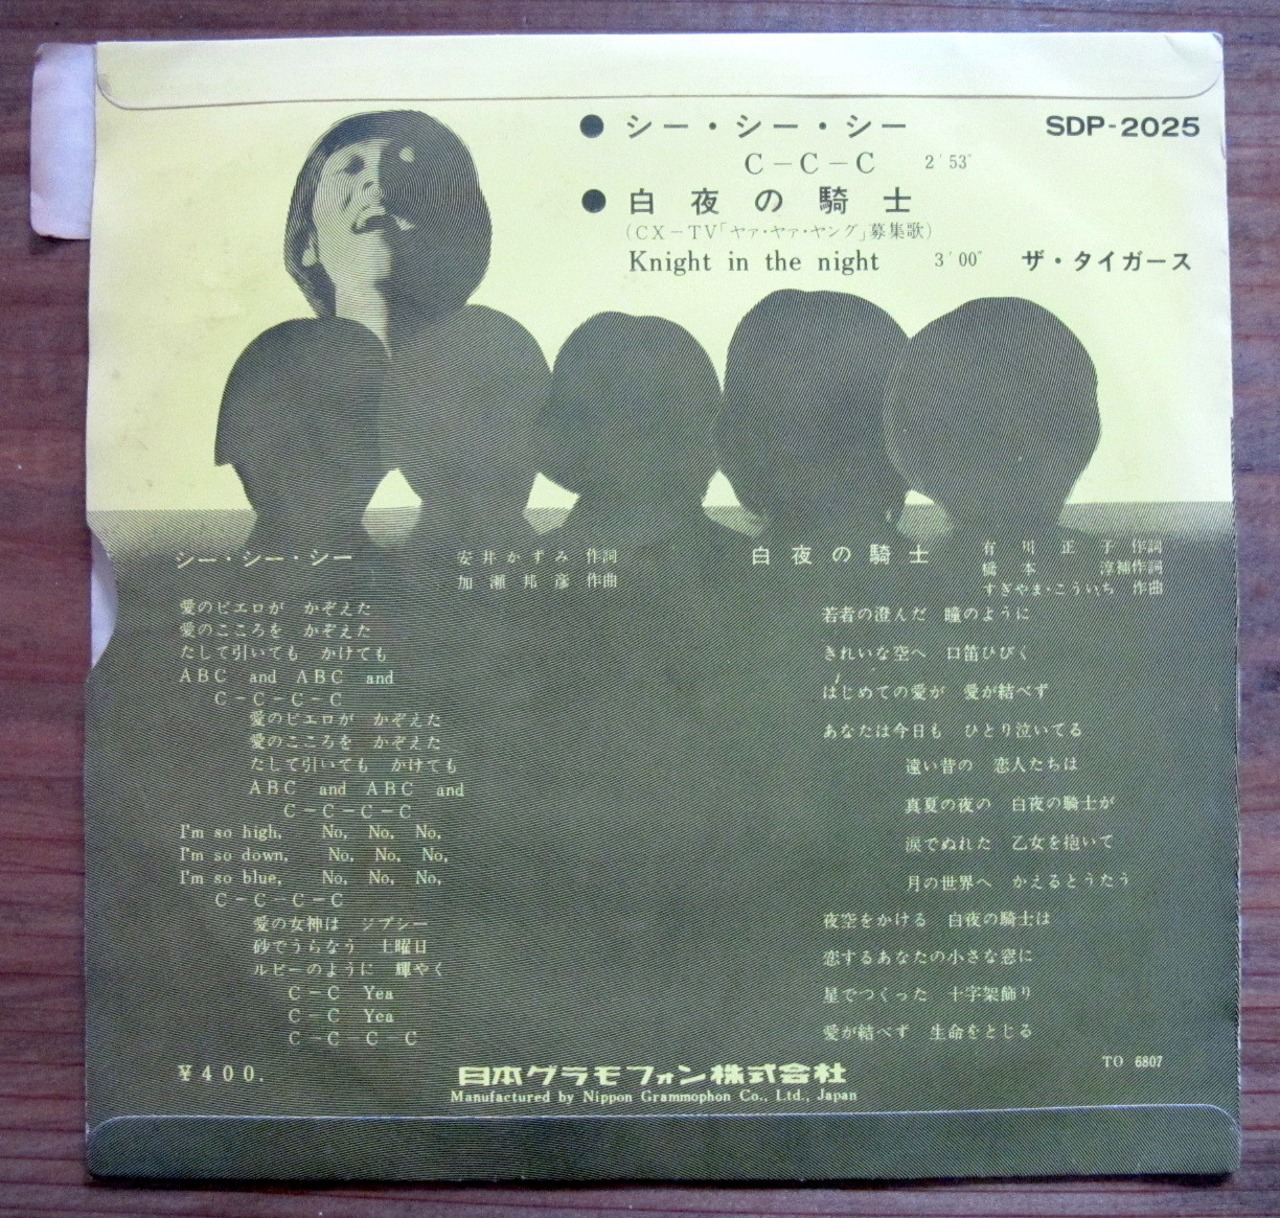 ●シー・シー・シー
SDP-2025
C－C－C 2′53″
●白夜の騎士
(CX－TV「ヤァ・ヤァ・ヤング」募集歌)
Knight in the night 3′00″
ザ・タイガース
シー・シー・シー
安井かずみ 作詞
加瀬邦彦 作曲
愛のピエロが かぞえた
愛のこころを かぞえた
たして引いても かけても
ABC and ABC and
C－C－C－C
愛のピエロが かぞえた
愛のこころを かぞえた
たして引いても かけても
ABC and ABC and
C－C－C－C
I'm so high, No, No, No,
I'm so down, No, No, No,
I'm so blue, No, No, No,
C－C－C－C
愛の女神は ジプシー
砂でうらなう 土曜日
ルビーのように 輝やく
C－C Yea
C－C Yea
C－C－C－C
白夜の騎士
有川正子 作詞
橋本淳補作詞
すぎやま・こういち 作曲
若者の澄んだ 瞳のように
きれいな空へ 口笛ひびく
はじめての愛が 愛が結べず
あなたは今日も ひとり泣いてる
遠い昔の 恋人たちは
真夏の夜の 白夜の騎士が
涙でぬれた 乙女を抱いて
月の世界へ かえるとうたう
夜空をかける 白夜の騎士は
恋するあなたの小さな窓に
星でつくった 十字架飾り
愛が結べず 生命をとじる
¥400.
日本グラモフォン株式会社
Manufactured by Nippon Grammophon Co., Ltd., Japan
TO 6807